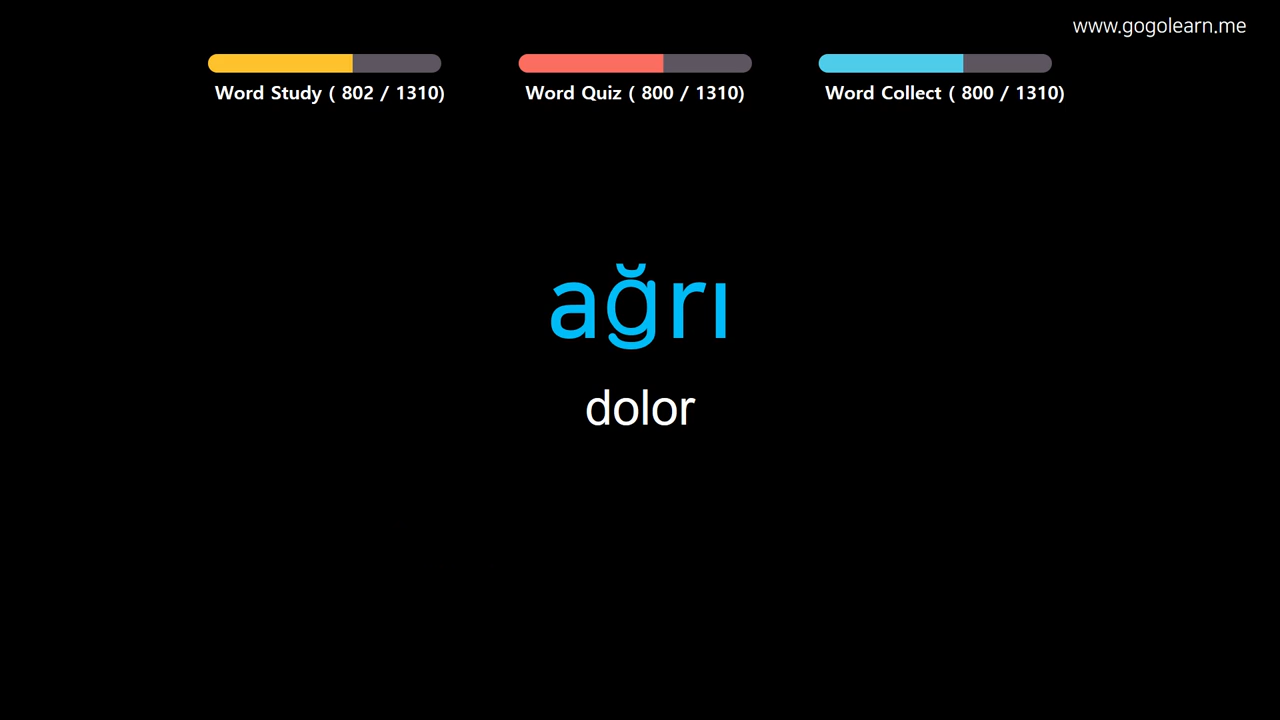 www.gogolearn.me
Word Study ( 802 / 1310)
Word Quiz ( 800 / 1310)
Word Collect ( 800 / 1310)
ağrı
dolor